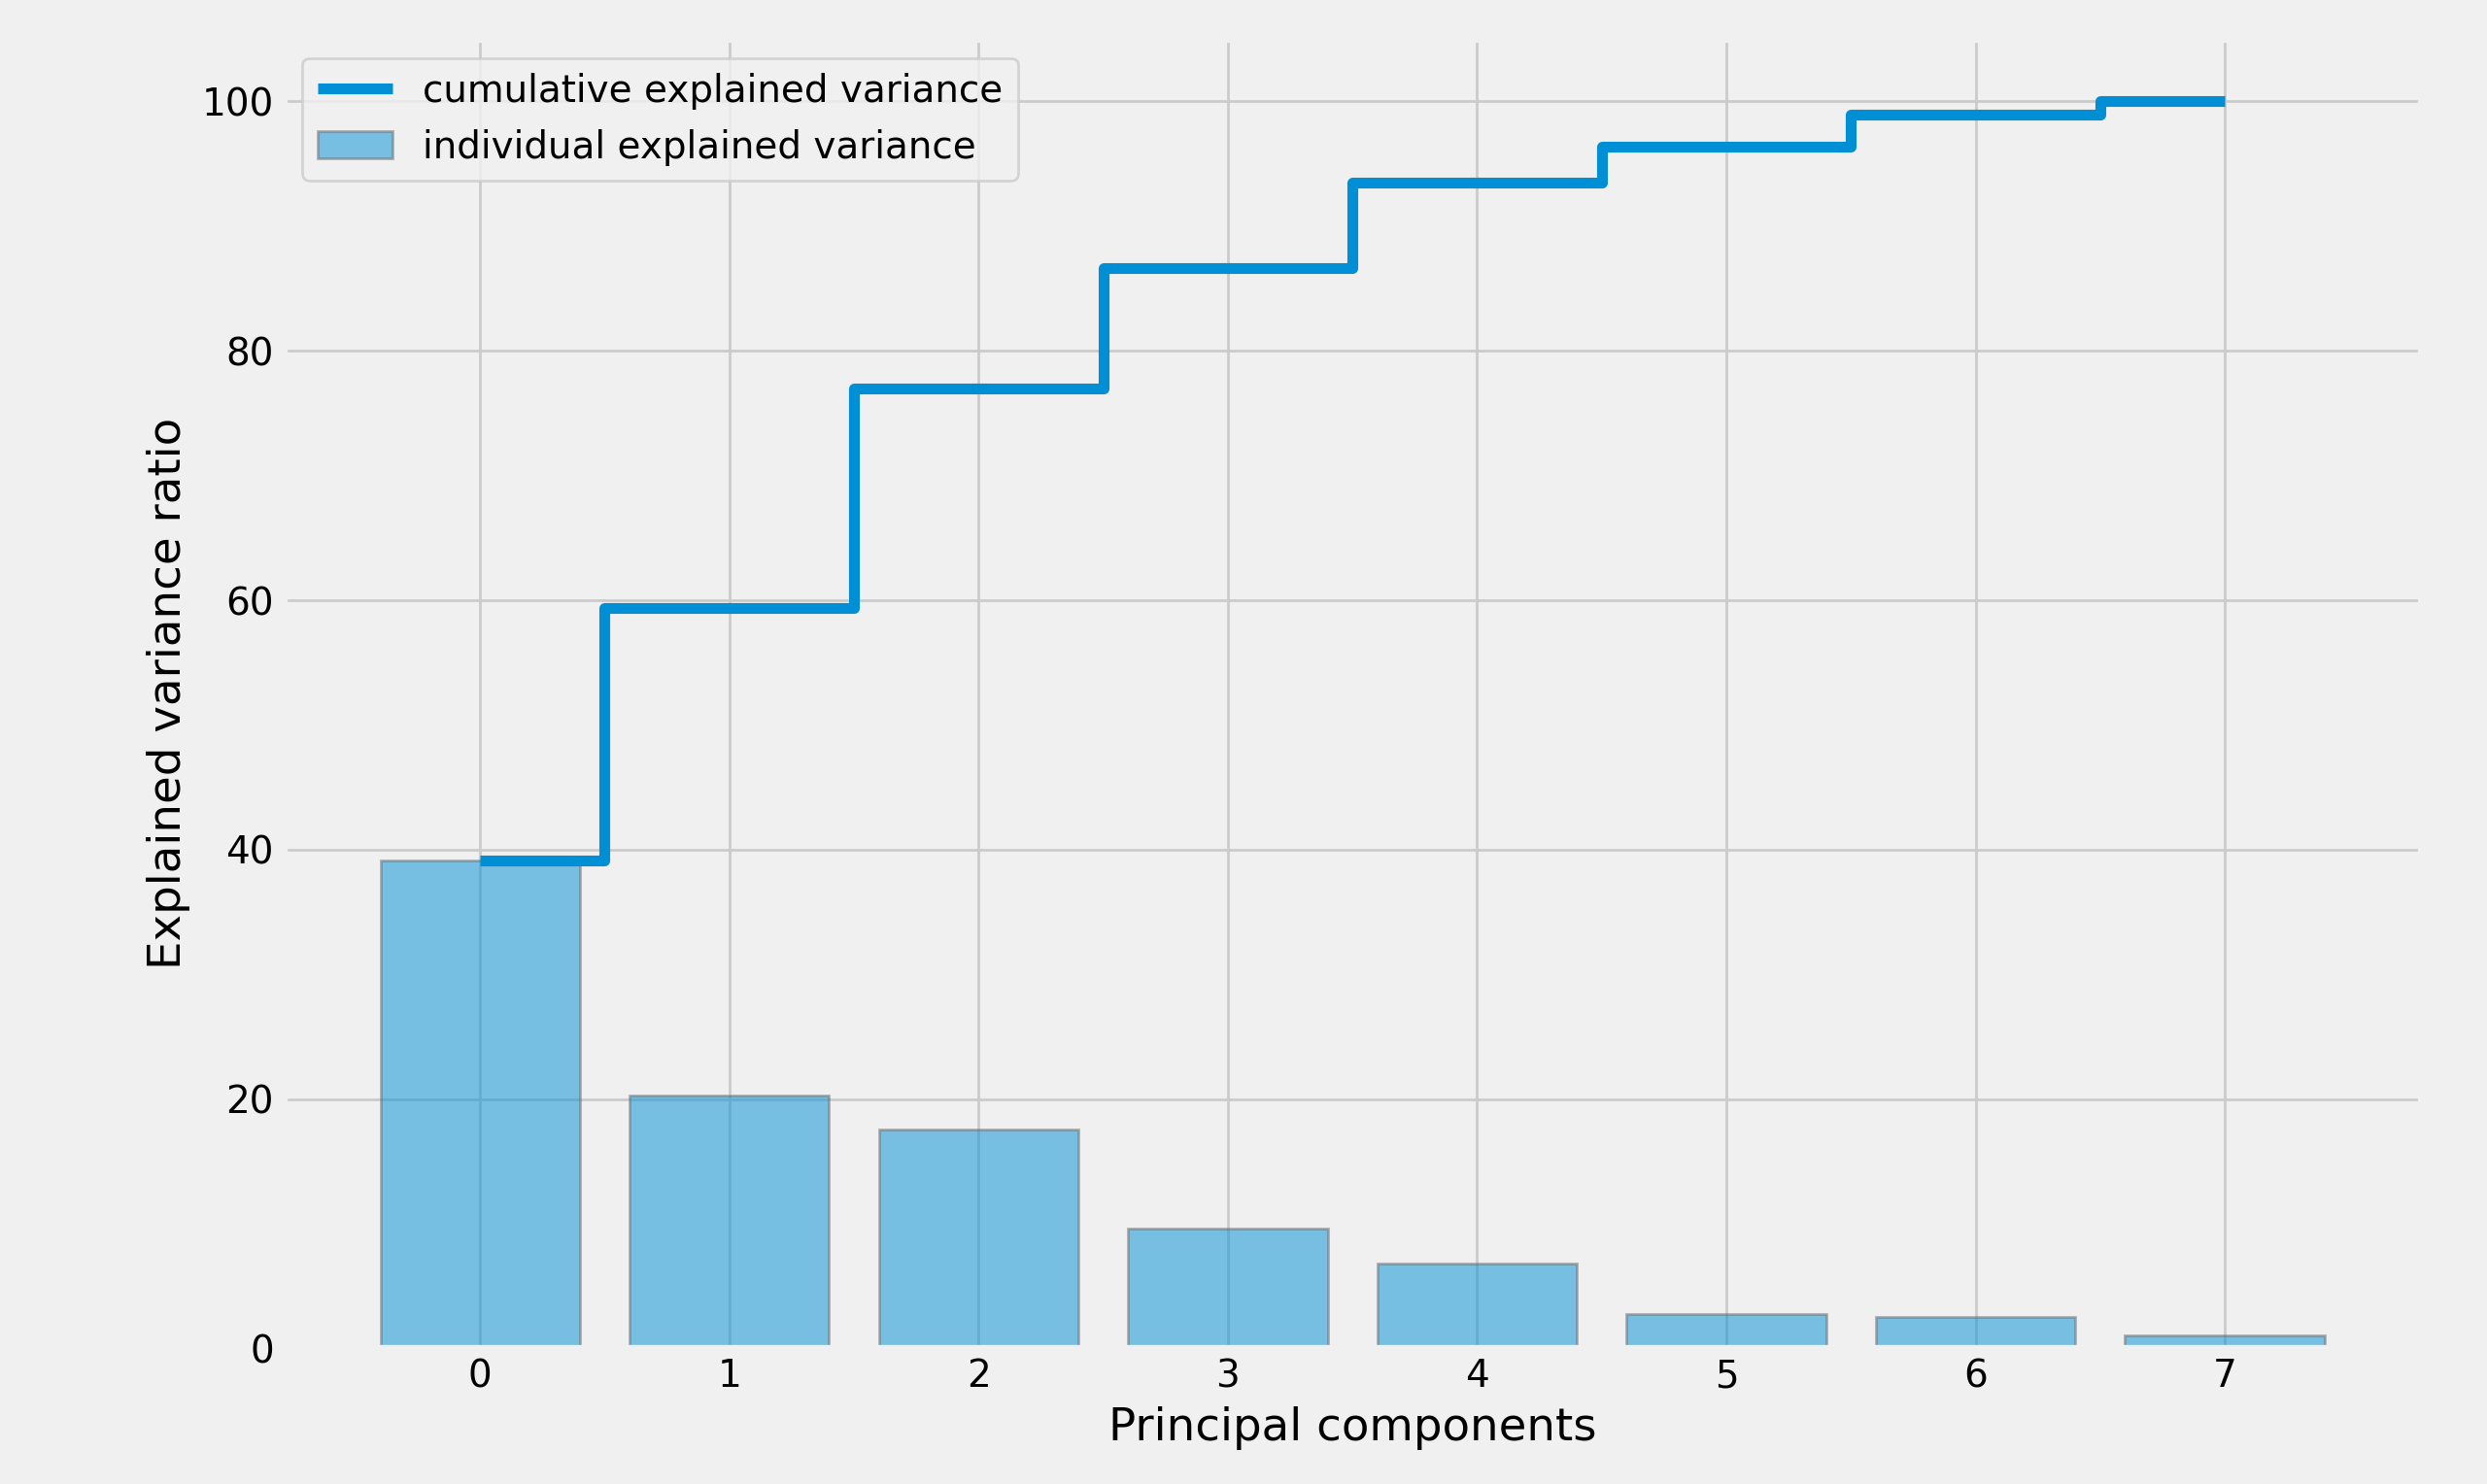 cumulative explained variance
individual explained variance
Explained variance ratio
100
80
60
40
20
0
0 1 2 3 4 5 6 7
Principal components